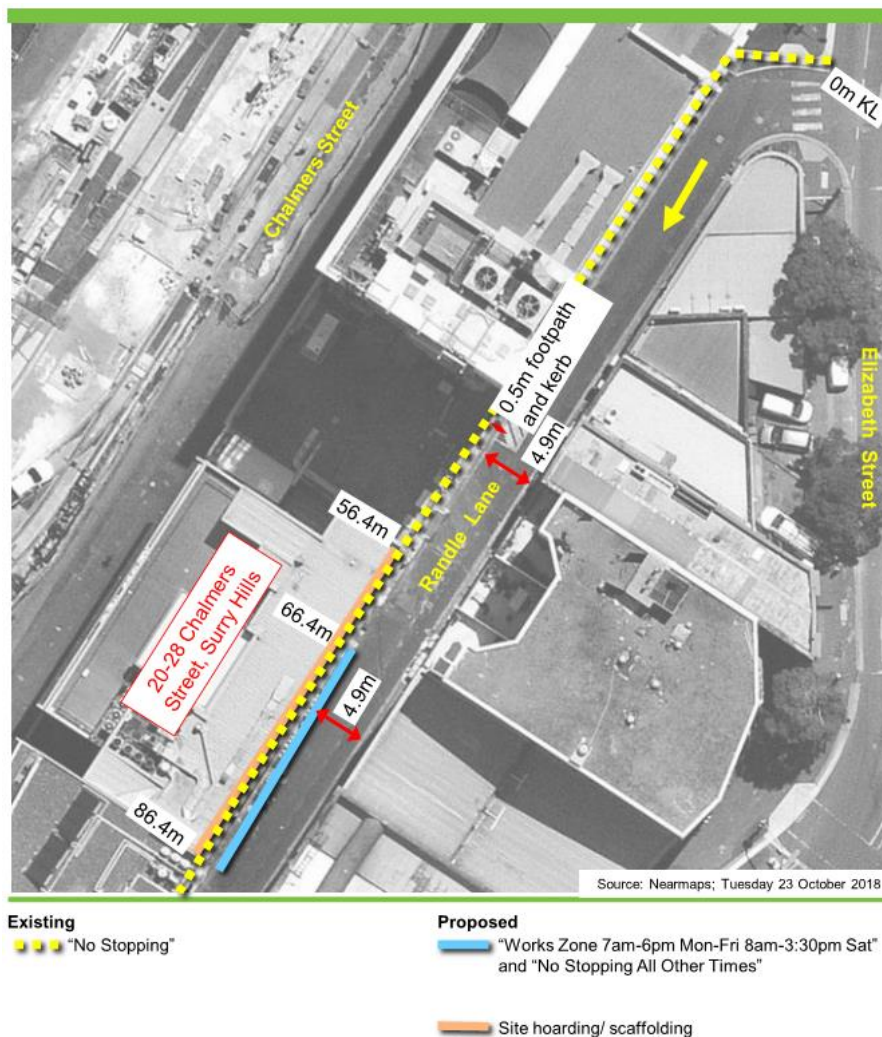 0m KL
Chalmers Street
0.5m footpath
and kerb
Elizabeth Street
4.9m
Randle Lane
56.4m
66.4m
20-28 Chalmers
Street, Surry Hills
4.9m
86.4m
Source: Nearmaps; Tuesday 23 October 2018
Existing
"No Stopping"
Proposed
"Works Zone 7am-6pm Mon-Fri 8am-3:30pm Sat"
and "No Stopping All Other Times"
Site hoarding/ scaffolding